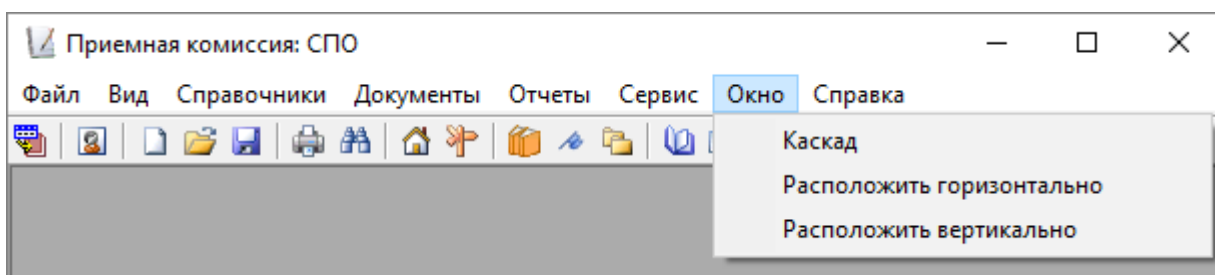 Приемная комиссия: СПО
Файл Вид Справочники Документы Отчеты Сервис Окно Справка
Каскад
Расположить горизонтально
Расположить вертикально